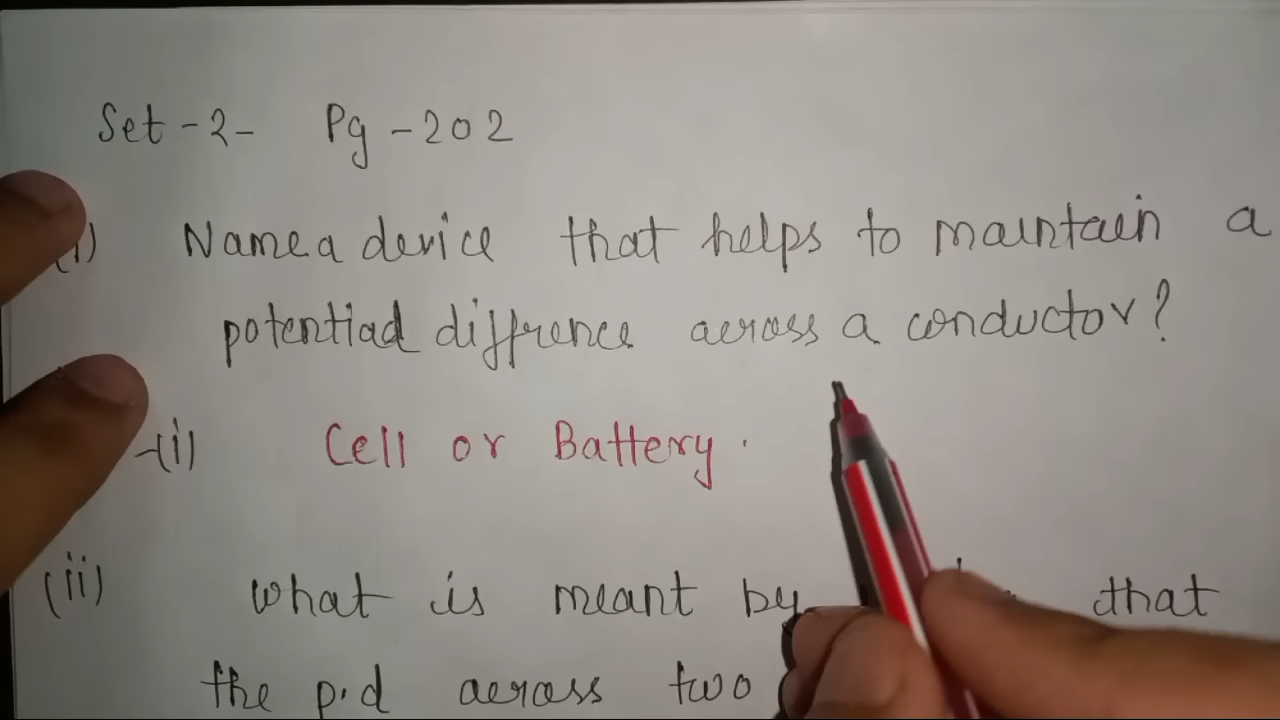 Set-2- Pg-202
(i) Name a device that helps to maintain a
potential diffrence across a conductor?
(i) Cell or Battery.
(ii) What is meant by that
the p.d across two